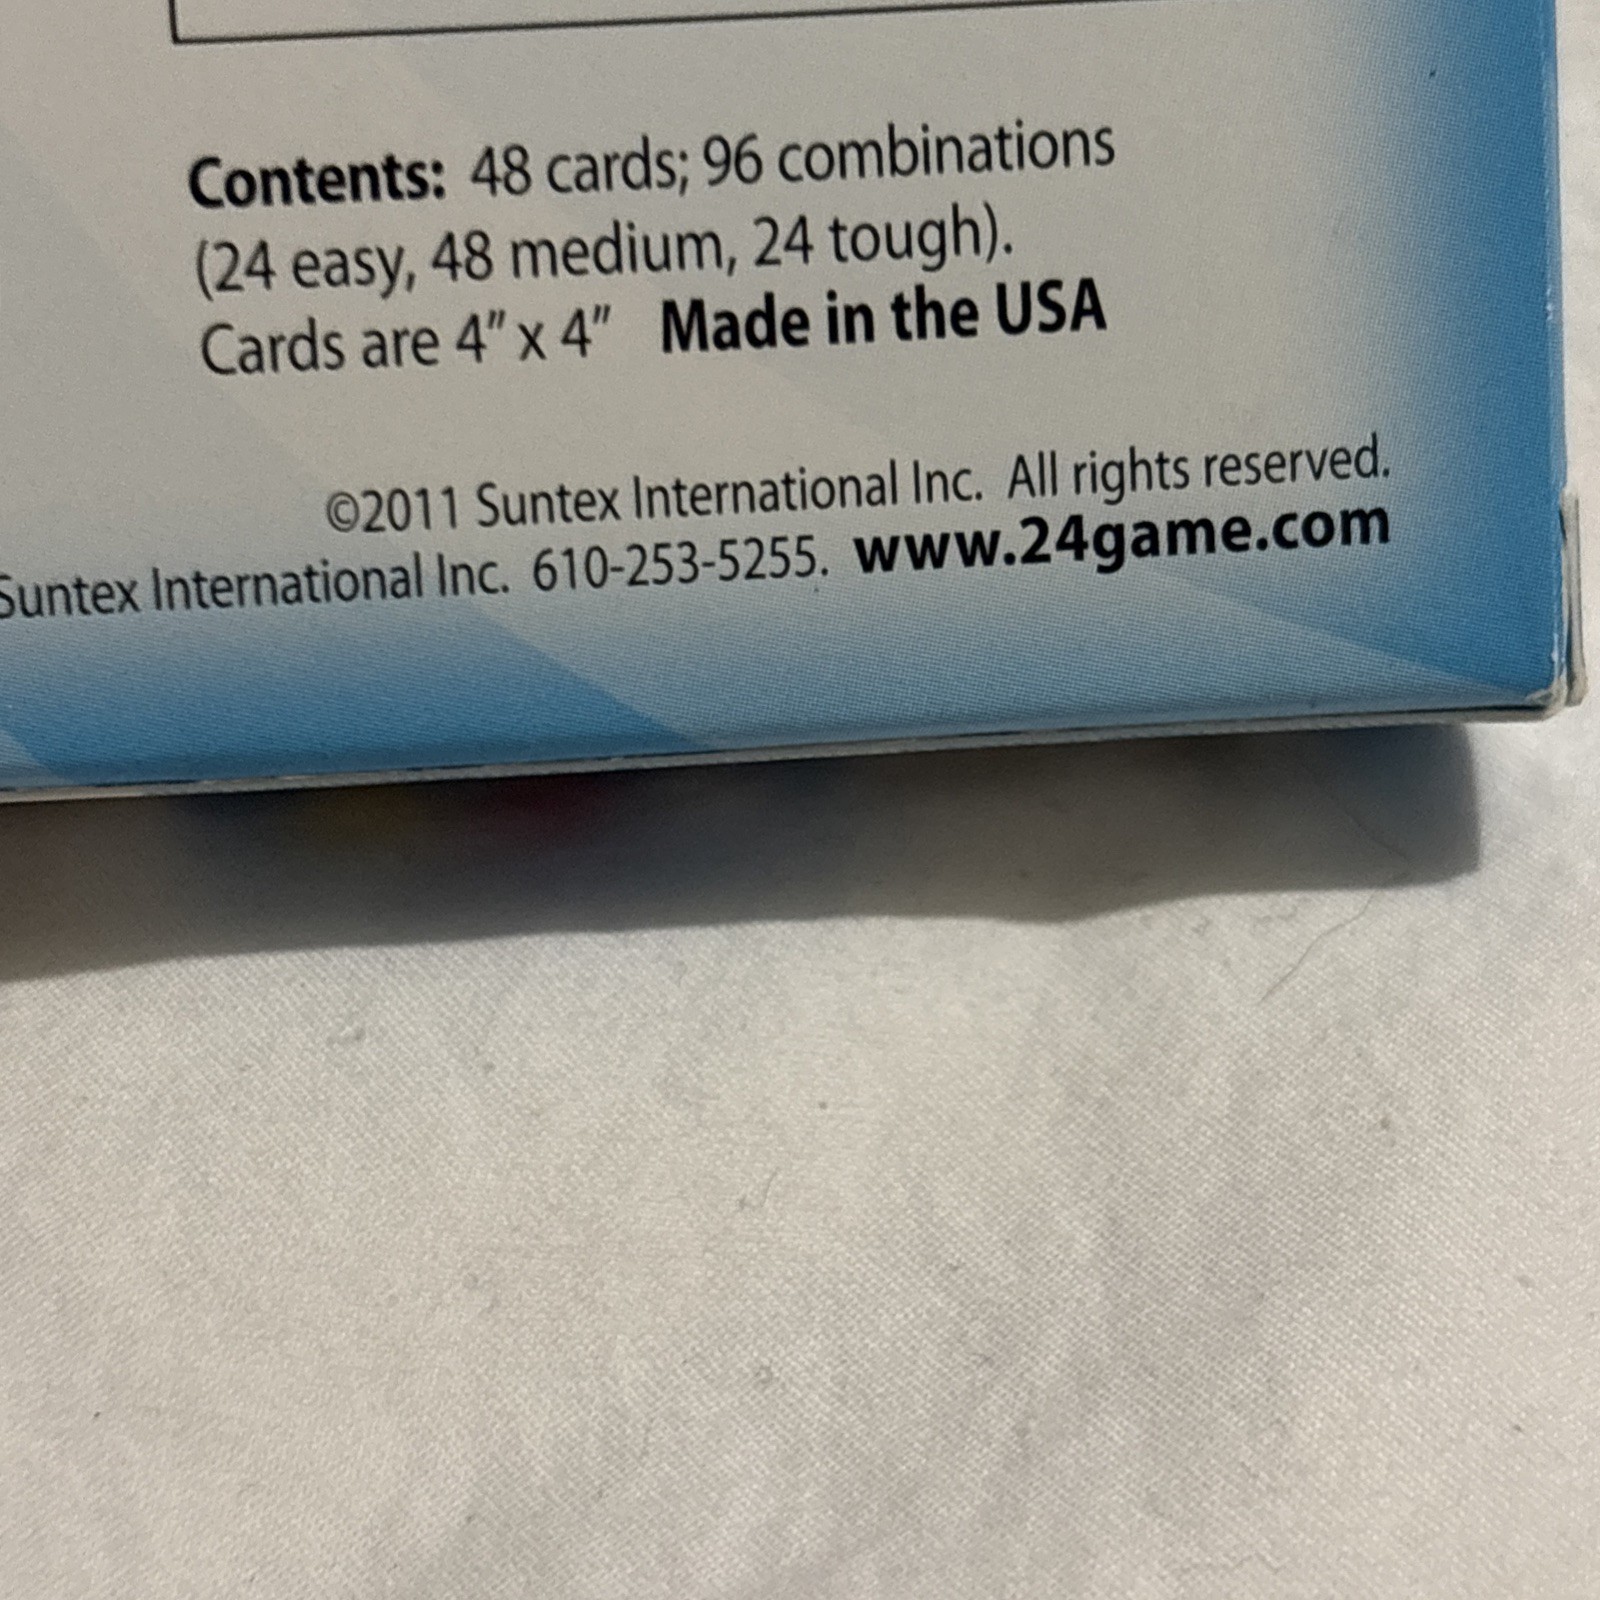 Contents: 48 cards; 96 combinations
(24 easy, 48 medium, 24 tough).
Cards are 4" x 4" Made in the USA
©2011 Suntex International Inc. All rights reserved.
Suntex International Inc. 610-253-5255. www.24game.com